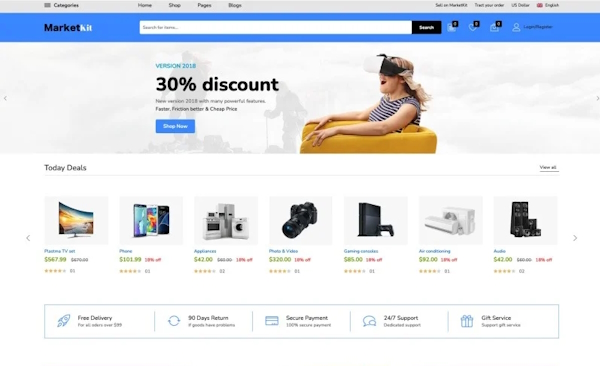 Categories Home Shop Pages Blogs Sell on MarketKit Track your order US Dollar English
MarketKit Search for items... Search 0 0 0 Login/Register
VERSION 2018
30% discount
New version 2018 with many powerful features.
Faster, Friction better & Cheap Price
Shop Now
Today Deals View all
Plasma TV set Phone Appliances Photo & Video Gaming consoles Air conditioning Audio
$567.99 $670.00 $101.99 18% off $42.00 $60.00 18% off $320.00 18% off $85.00 18% off $92.00 18% off $42.00 $60.00 18% off
01 01 02 02 01 01 02
Free Delivery 90 Days Return Secure Payment 24/7 Support Gift Service
For all oders over $99 If goods have problems 100% secure payment Dedicated support Support gift service